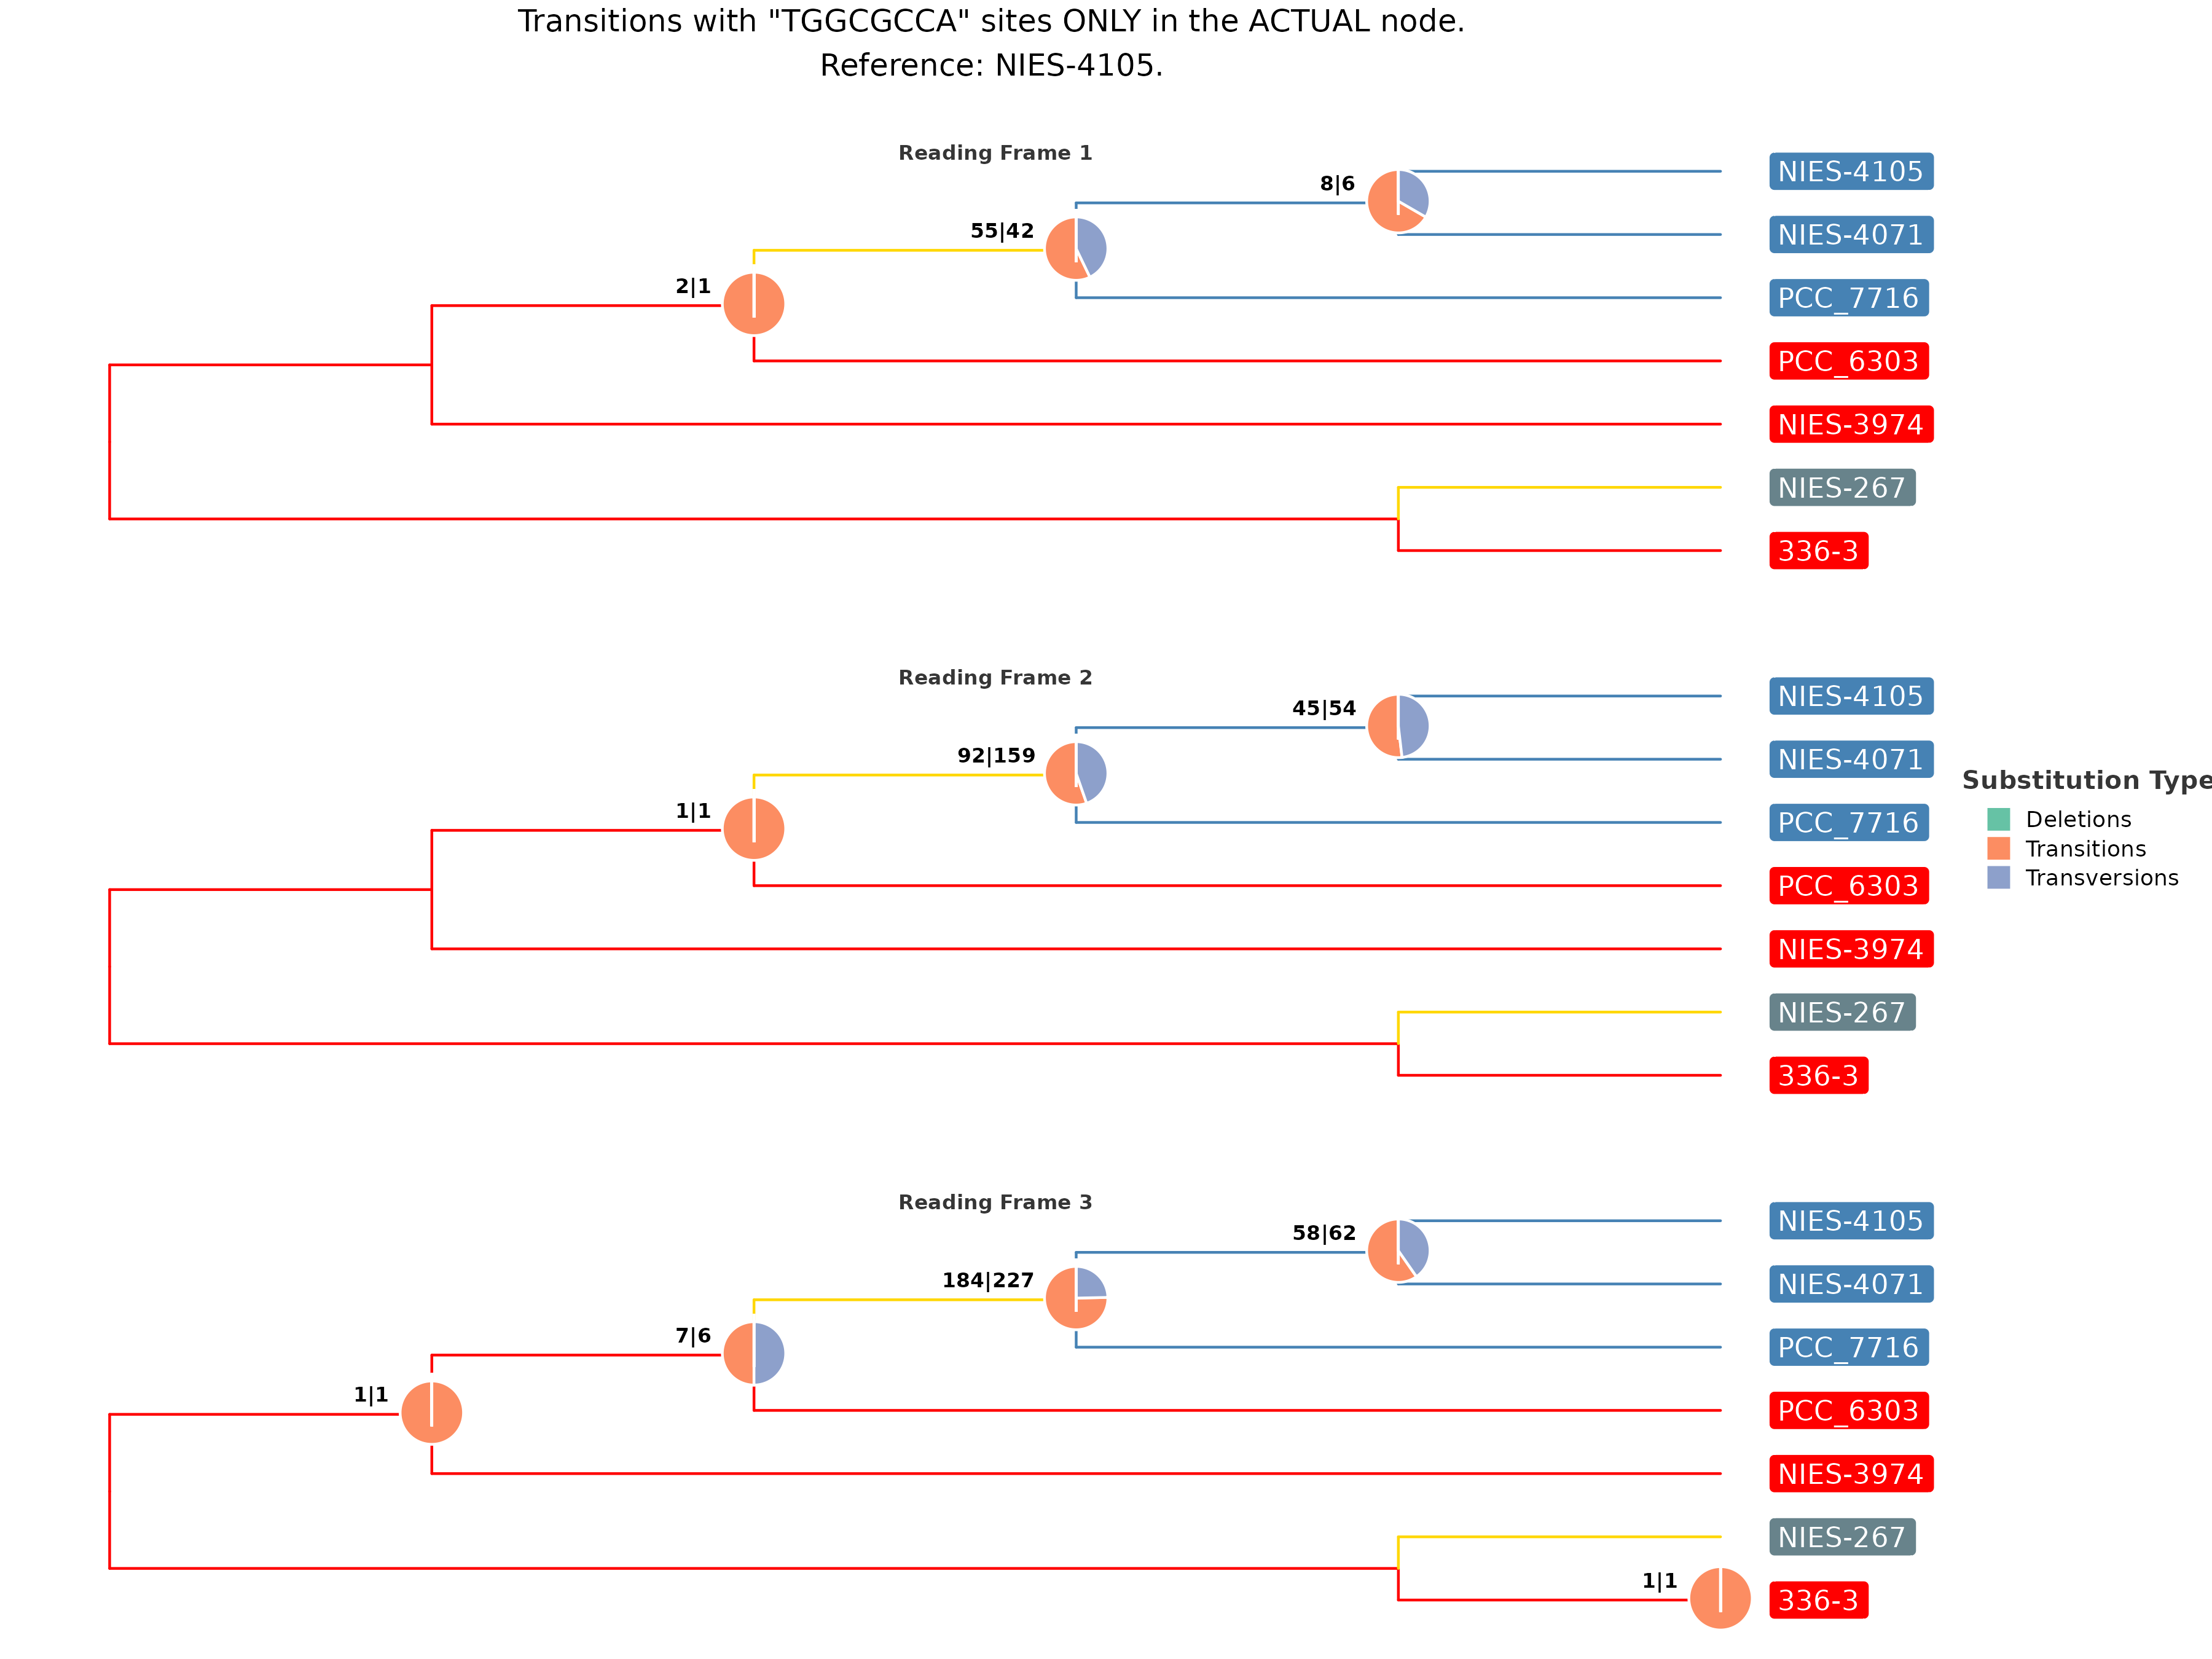 Transitions with "TGGCGCCA" sites ONLY in the ACTUAL node.
Reference: NIES-4105.
Reading Frame 1
NIES-4105
8|6
NIES-4071
55|42
PCC_7716
2|1
PCC_6303
NIES-3974
NIES-267
336-3
Reading Frame 2
NIES-4105
45|54
NIES-4071
92|159
PCC_7716
1|1
PCC_6303
NIES-3974
NIES-267
336-3
Substitution Type
Deletions
Transitions
Transversions
Reading Frame 3
NIES-4105
58|62
NIES-4071
184|227
PCC_7716
7|6
PCC_6303
1|1
NIES-3974
NIES-267
1|1
336-3